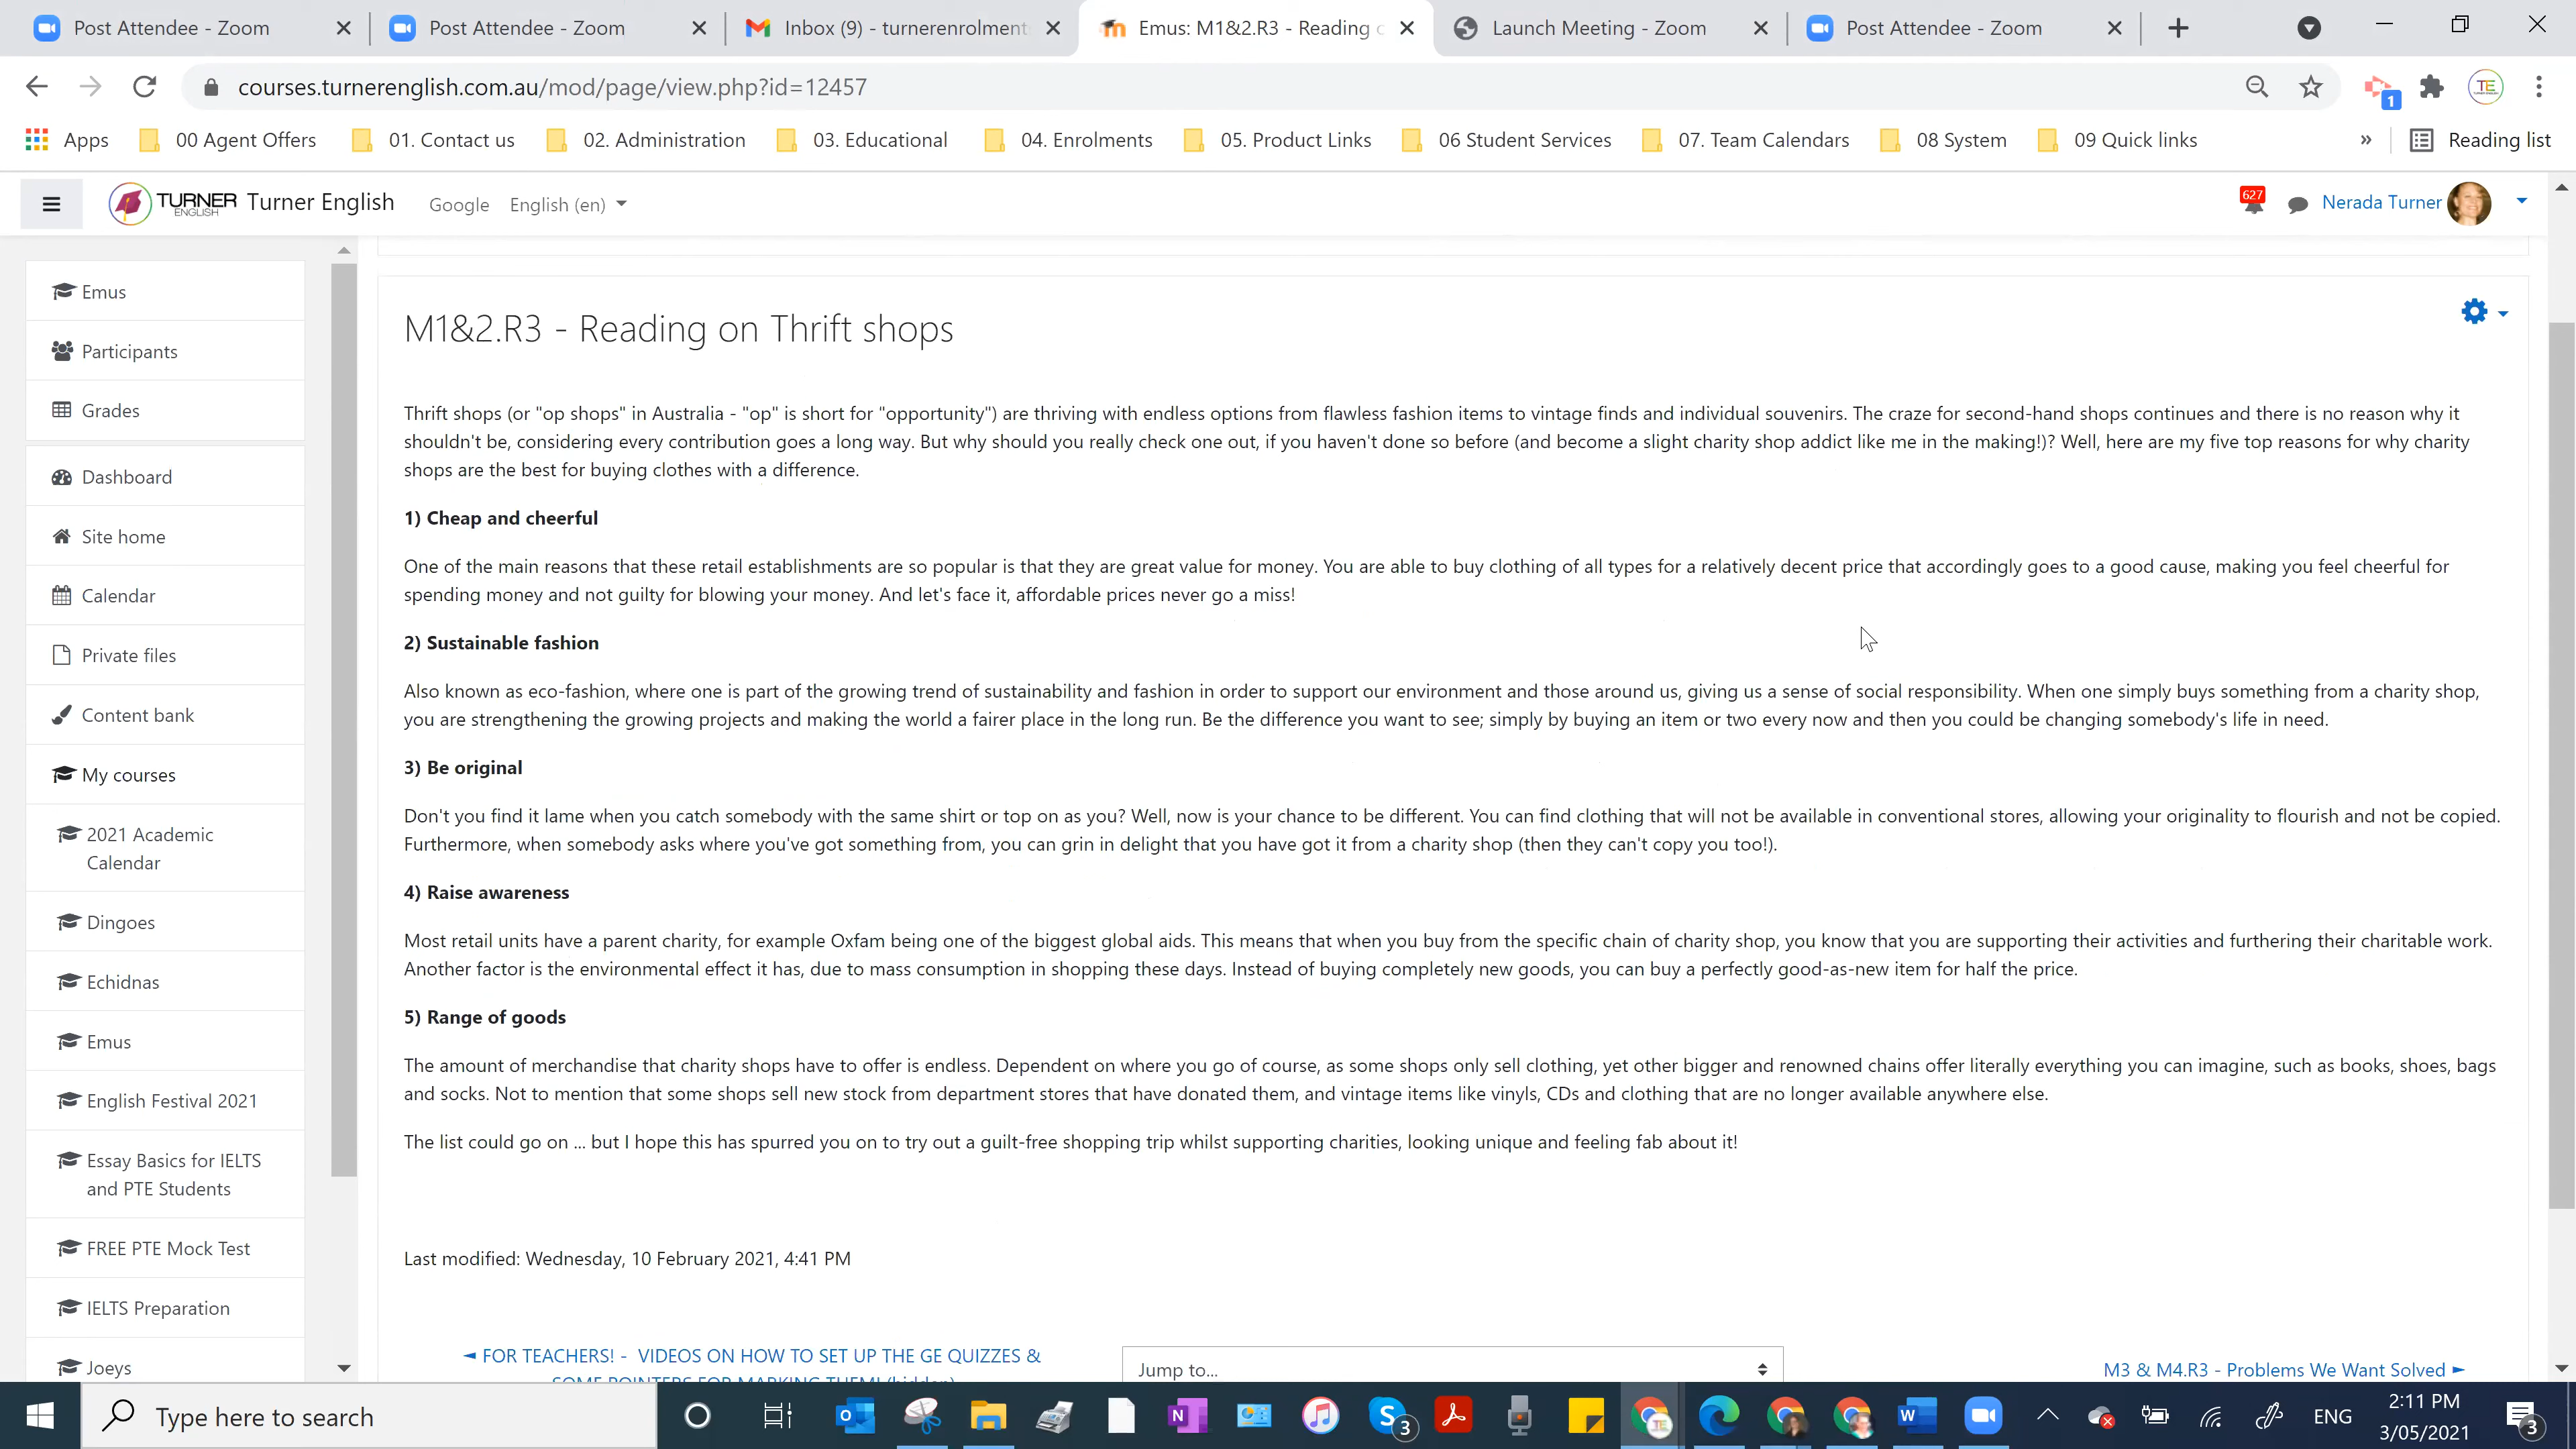 Post Attendee - Zoom
Post Attendee - Zoom
Inbox (9) - turnerenrolment
Emus: M1&2.R3 - Reading
Launch Meeting - Zoom
Post Attendee - Zoom
courses.turnerenglish.com.au/mod/page/view.php?id=12457
TE
1
Apps
00 Agent Offers
01. Contact us
02. Administration
03. Educational
04. Enrolments
05. Product Links
06 Student Services
07. Team Calendars
08 System
09 Quick links
»
Reading list
TURNER
ENGLISH
Turner English
Google
English (en)
627
Nerada Turner
Emus
Participants
Grades
Dashboard
Site home
Calendar
Private files
Content bank
My courses
2021 Academic
Calendar
Dingoes
Echidnas
Emus
English Festival 2021
Essay Basics for IELTS
and PTE Students
FREE PTE Mock Test
IELTS Preparation
Joeys
M1&2.R3 - Reading on Thrift shops
Thrift shops (or "op shops" in Australia - "op" is short for "opportunity") are thriving with endless options from flawless fashion items to vintage finds and individual souvenirs. The craze for second-hand shops continues and there is no reason why it
shouldn't be, considering every contribution goes a long way. But why should you really check one out, if you haven't done so before (and become a slight charity shop addict like me in the making!)? Well, here are my five top reasons for why charity
shops are the best for buying clothes with a difference.
1) Cheap and cheerful
One of the main reasons that these retail establishments are so popular is that they are great value for money. You are able to buy clothing of all types for a relatively decent price that accordingly goes to a good cause, making you feel cheerful for
spending money and not guilty for blowing your money. And let's face it, affordable prices never go a miss!
2) Sustainable fashion
Also known as eco-fashion, where one is part of the growing trend of sustainability and fashion in order to support our environment and those around us, giving us a sense of social responsibility. When one simply buys something from a charity shop,
you are strengthening the growing projects and making the world a fairer place in the long run. Be the difference you want to see; simply by buying an item or two every now and then you could be changing somebody's life in need.
3) Be original
Don't you find it lame when you catch somebody with the same shirt or top on as you? Well, now is your chance to be different. You can find clothing that will not be available in conventional stores, allowing your originality to flourish and not be copied.
Furthermore, when somebody asks where you've got something from, you can grin in delight that you have got it from a charity shop (then they can't copy you too!).
4) Raise awareness
Most retail units have a parent charity, for example Oxfam being one of the biggest global aids. This means that when you buy from the specific chain of charity shop, you know that you are supporting their activities and furthering their charitable work.
Another factor is the environmental effect it has, due to mass consumption in shopping these days. Instead of buying completely new goods, you can buy a perfectly good-as-new item for half the price.
5) Range of goods
The amount of merchandise that charity shops have to offer is endless. Dependent on where you go of course, as some shops only sell clothing, yet other bigger and renowned chains offer literally everything you can imagine, such as books, shoes, bags
and socks. Not to mention that some shops sell new stock from department stores that have donated them, and vintage items like vinyls, CDs and clothing that are no longer available anywhere else.
The list could go on ... but I hope this has spurred you on to try out a guilt-free shopping trip whilst supporting charities, looking unique and feeling fab about it!
Last modified: Wednesday, 10 February 2021, 4:41 PM
◄ FOR TEACHERS! - VIDEOS ON HOW TO SET UP THE GE QUIZZES &
SOME POINTERS FOR MARKING THEM! (hidden)
Jump to...
M3 & M4.R3 - Problems We Want Solved ►
Type here to search
3
ENG
2:11 PM
3/05/2021
3